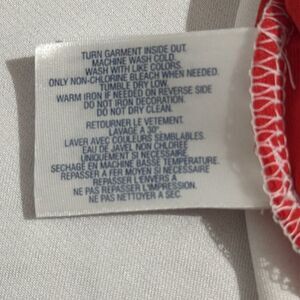 TURN GARMENT INSIDE OUT.
MACHINE WASH COLD.
WASH WITH LIKE COLORS.
ONLY NON-CHLORINE BLEACH WHEN NEEDED.
TUMBLE DRY LOW.
WARM IRON IF NEEDED ON REVERSE SIDE
DO NOT IRON DECORATION.
DO NOT DRY CLEAN.
RETOURNER LE VETEMENT.
LAVAGE A 30°
LAVER AVEC COULEURS SEMBLABLES.
EAU DE JAVEL NON CHLOREE
UNIQUEMENT SI NECESSAIRE
SECHAGE EN MACHINE BASSE TEMPERATURE.
REPASSER A FER MOYEN SI NECESSAIRE
REPASSER L'ENVERS A
NE PAS REPASSER L'IMPRESSION.
NE PAS NETTOYER A SEC.